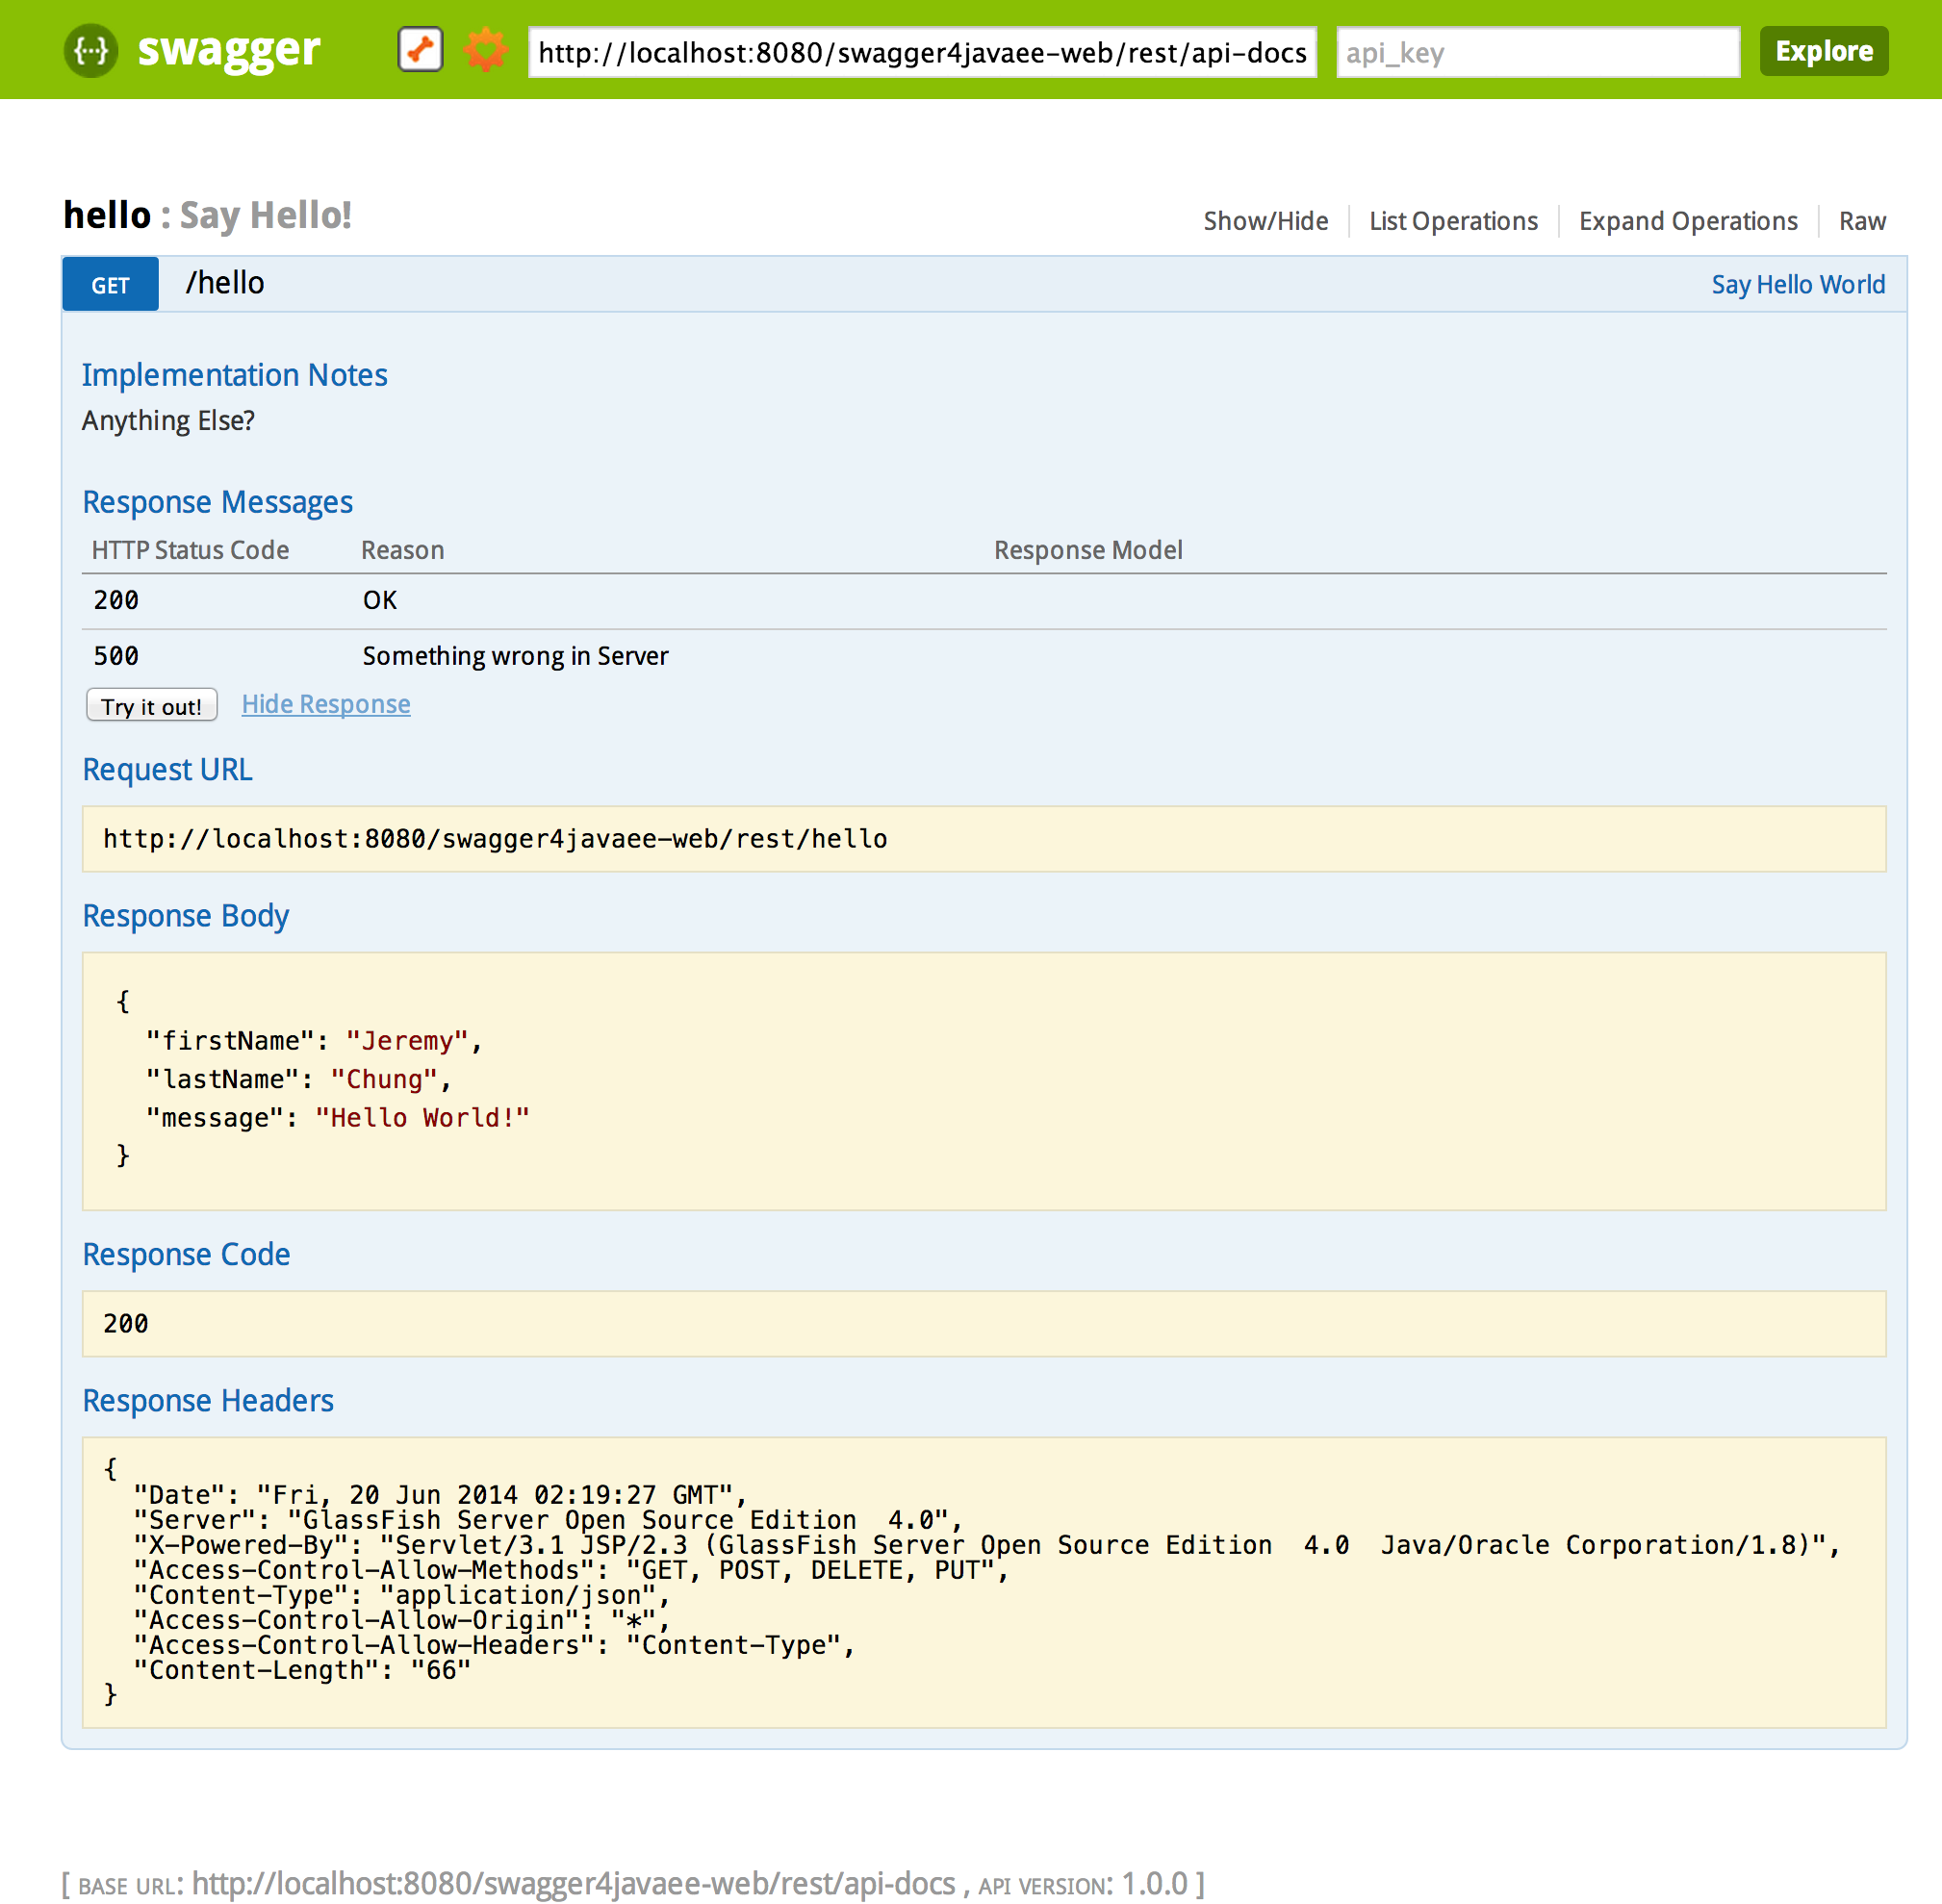 {···} swagger http://localhost:8080/swagger4javaee-web/rest/api-docs api_key Explore
hello : Say Hello! Show/Hide List Operations Expand Operations Raw
GET /hello Say Hello World
Implementation Notes
Anything Else?
Response Messages
HTTP Status Code Reason Response Model
200 OK
500 Something wrong in Server
Try it out! Hide Response
Request URL
http://localhost:8080/swagger4javaee-web/rest/hello
Response Body
{
  "firstName": "Jeremy",
  "lastName": "Chung",
  "message": "Hello World!"
}
Response Code
200
Response Headers
{
  "Date": "Fri, 20 Jun 2014 02:19:27 GMT",
  "Server": "GlassFish Server Open Source Edition  4.0",
  "X-Powered-By": "Servlet/3.1 JSP/2.3 (GlassFish Server Open Source Edition  4.0  Java/Oracle Corporation/1.8)",
  "Access-Control-Allow-Methods": "GET, POST, DELETE, PUT",
  "Content-Type": "application/json",
  "Access-Control-Allow-Origin": "*",
  "Access-Control-Allow-Headers": "Content-Type",
  "Content-Length": "66"
}
[ BASE URL: http://localhost:8080/swagger4javaee-web/rest/api-docs , API VERSION: 1.0.0 ]